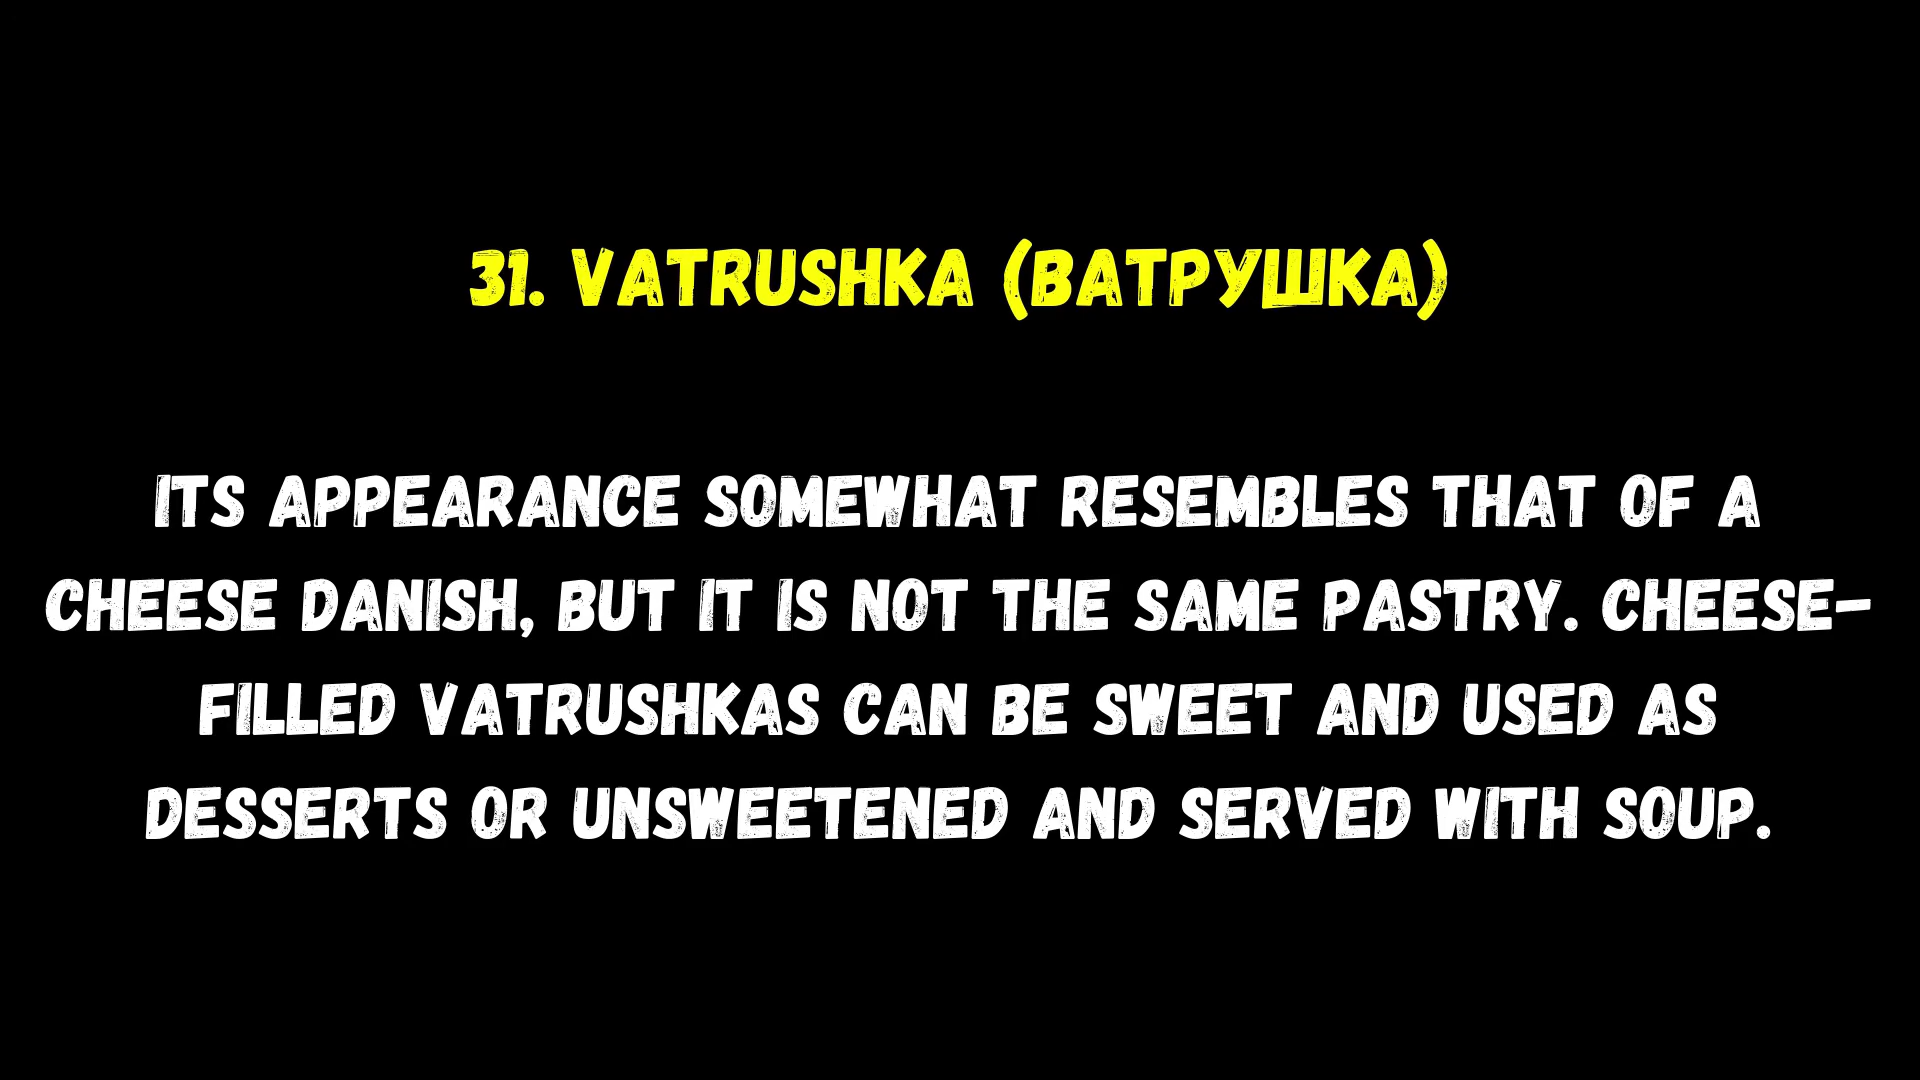 31. VATRUSHKA (ВАТРУШКА)
ITS APPEARANCE SOMEWHAT RESEMBLES THAT OF A
CHEESE DANISH, BUT IT IS NOT THE SAME PASTRY. CHEESE-
FILLED VATRUSHKAS CAN BE SWEET AND USED AS
DESSERTS OR UNSWEETENED AND SERVED WITH SOUP.